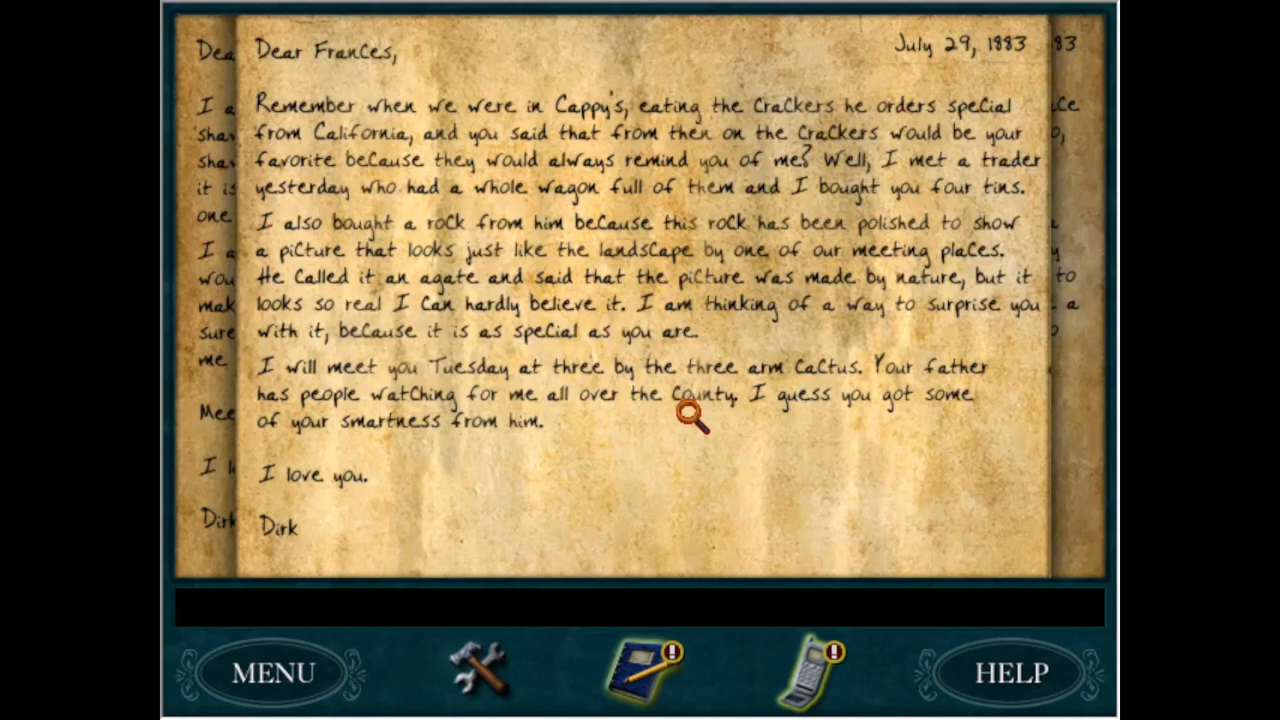 July 29, 1883
Dear Frances,
Remember when we were in Cappy's, eating the crackers he orders special
from California, and you said that from then on the crackers would be your
favorite because they would always remind you of me? Well, I met a trader
yesterday who had a whole wagon full of them and I bought you four tins.
I also bought a rock from him because this rock has been polished to show
a picture that looks just like the landscape by one of our meeting places.
He called it an agate and said that the picture was made by nature, but it
looks so real I can hardly believe it. I am thinking of a way to surprise you
with it, because it is as special as you are.
I will meet you Tuesday at three by the three arm cactus. Your father
has people watching for me all over the county. I guess you got some
of your smartness from him.
I love you.
Dirk
MENU
HELP